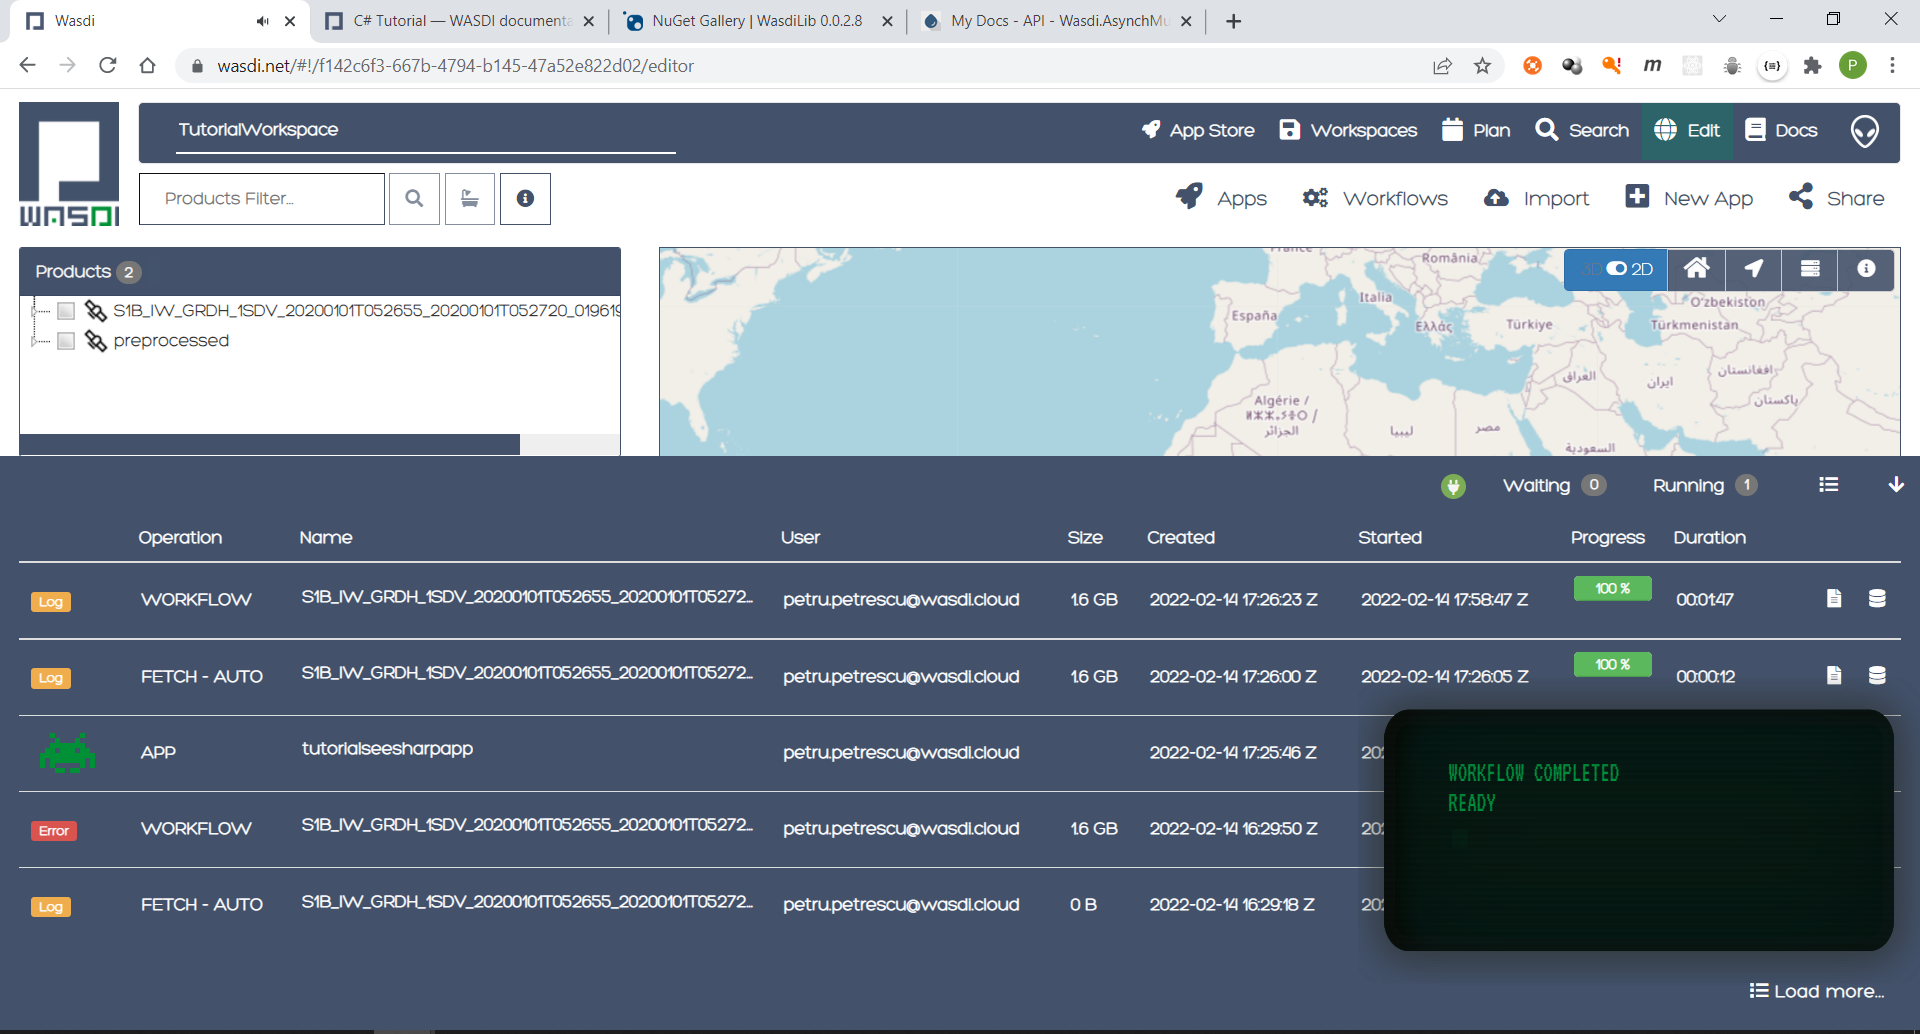 Wasdi
C# Tutorial — WASDI documenta
NuGet Gallery | WasdiLib 0.0.2.8
My Docs - API - Wasdi.AsynchMu
wasdi.net/#!/f142c6f3-667b-4794-b145-47a52e822d02/editor
m
P
WASDI
TutorialWorkspace
App Store
Workspaces
Plan
Search
Edit
Docs
Products Filter...
Apps
Workflows
Import
New App
Share
Products 2
S1B_IW_GRDH_1SDV_20200101T052655_20200101T052720_019619
preprocessed
3D 2D
France
România
Italia
España
Ελλάς
Türkiye
Oʻzbekiston
Türkmenistan
Algérie /
ⵍⵣⵣⴰⵢⴻⵔ /
الجزائر
ليبيا
مصر
العراق
ایران
افغانستان
پاکستان
السعودية
Waiting 0
Running 1
Operation Name User Size Created Started Progress Duration
Log WORKFLOW S1B_IW_GRDH_1SDV_20200101T052655_20200101T05272... petru.petrescu@wasdi.cloud 1.6 GB 2022-02-14 17:26:23 Z 2022-02-14 17:58:47 Z 100 % 00:01:47
Log FETCH - AUTO S1B_IW_GRDH_1SDV_20200101T052655_20200101T05272... petru.petrescu@wasdi.cloud 1.6 GB 2022-02-14 17:26:00 Z 2022-02-14 17:26:05 Z 100 % 00:00:12
APP tutorialseesharpapp petru.petrescu@wasdi.cloud 2022-02-14 17:25:46 Z 202
Error WORKFLOW S1B_IW_GRDH_1SDV_20200101T052655_20200101T05272... petru.petrescu@wasdi.cloud 1.6 GB 2022-02-14 16:29:50 Z 202
Log FETCH - AUTO S1B_IW_GRDH_1SDV_20200101T052655_20200101T05272... petru.petrescu@wasdi.cloud 0 B 2022-02-14 16:29:18 Z 202
WORKFLOW COMPLETED
READY
Load more...